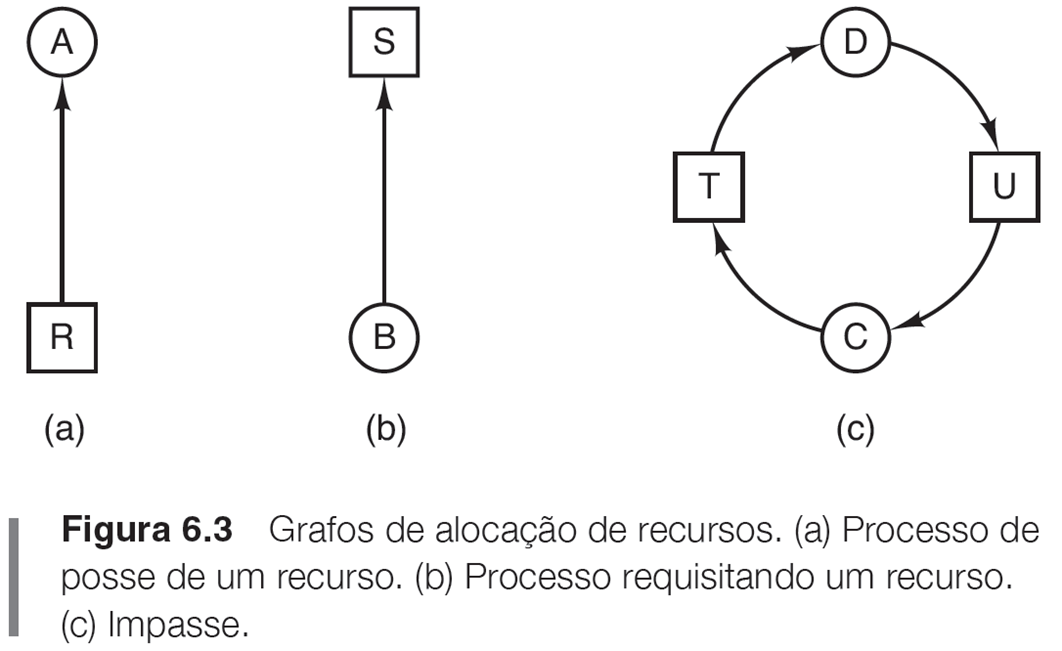 A
S
D
T
U
R
B
C
(a)
(b)
(c)
Figura 6.3 Grafos de alocação de recursos. (a) Processo de
posse de um recurso. (b) Processo requisitando um recurso.
(c) Impasse.